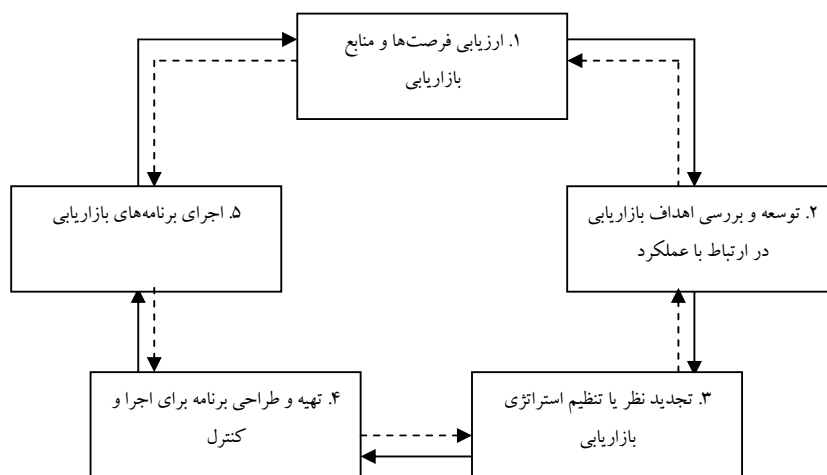 ۱. ارزیابی فرصت‌ها و منابع
بازاریابی
۲. توسعه و بررسی اهداف بازاریابی
در ارتباط با عملکرد
۳. تجدید نظر یا تنظیم استراتژی
بازاریابی
۴. تهیه و طراحی برنامه برای اجرا و
کنترل
۵. اجرای برنامه‌های بازاریابی